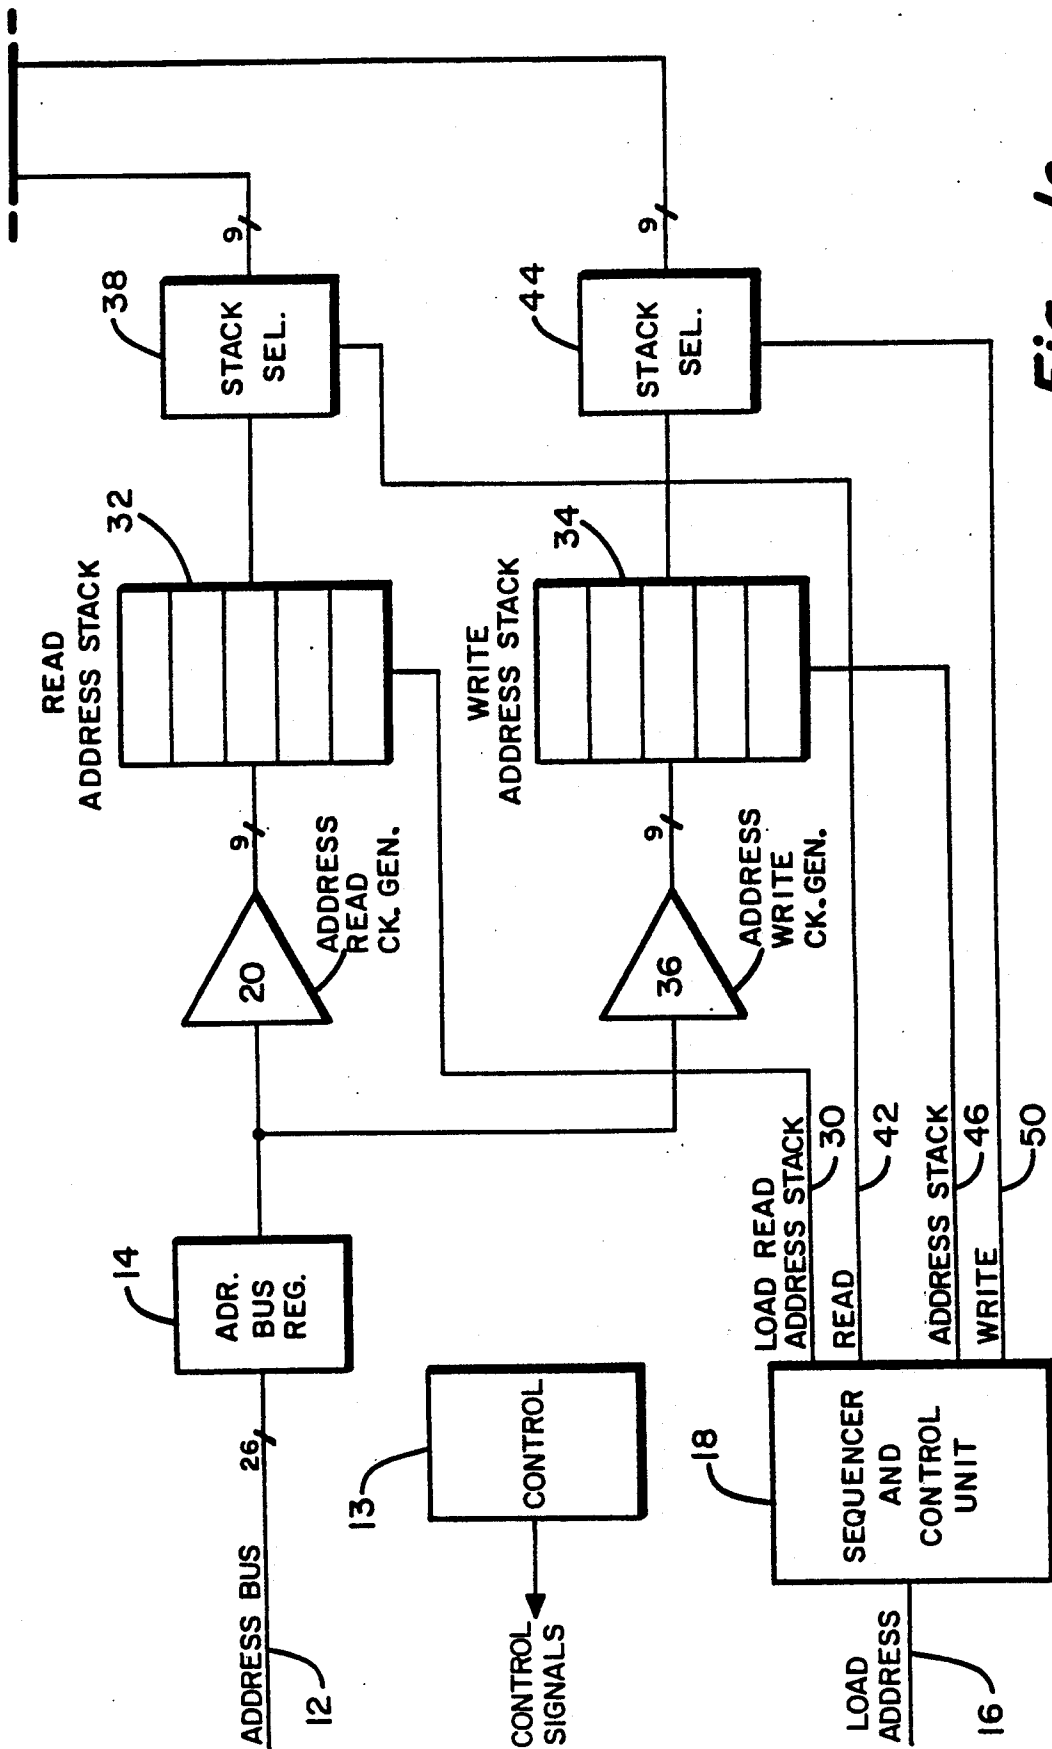 ADDRESS BUS
12
26
14
ADR.
BUS
REG.
20
ADDRESS
READ
CK. GEN.
9
READ
ADDRESS STACK
32
38
STACK
SEL.
9
13
CONTROL
CONTROL
SIGNALS
36
ADDRESS
WRITE
CK. GEN.
9
WRITE
ADDRESS STACK
34
44
STACK
SEL.
9
LOAD
ADDRESS
16
18
SEQUENCER
AND
CONTROL
UNIT
LOAD READ
ADDRESS STACK
30
READ
42
ADDRESS STACK
46
WRITE
50